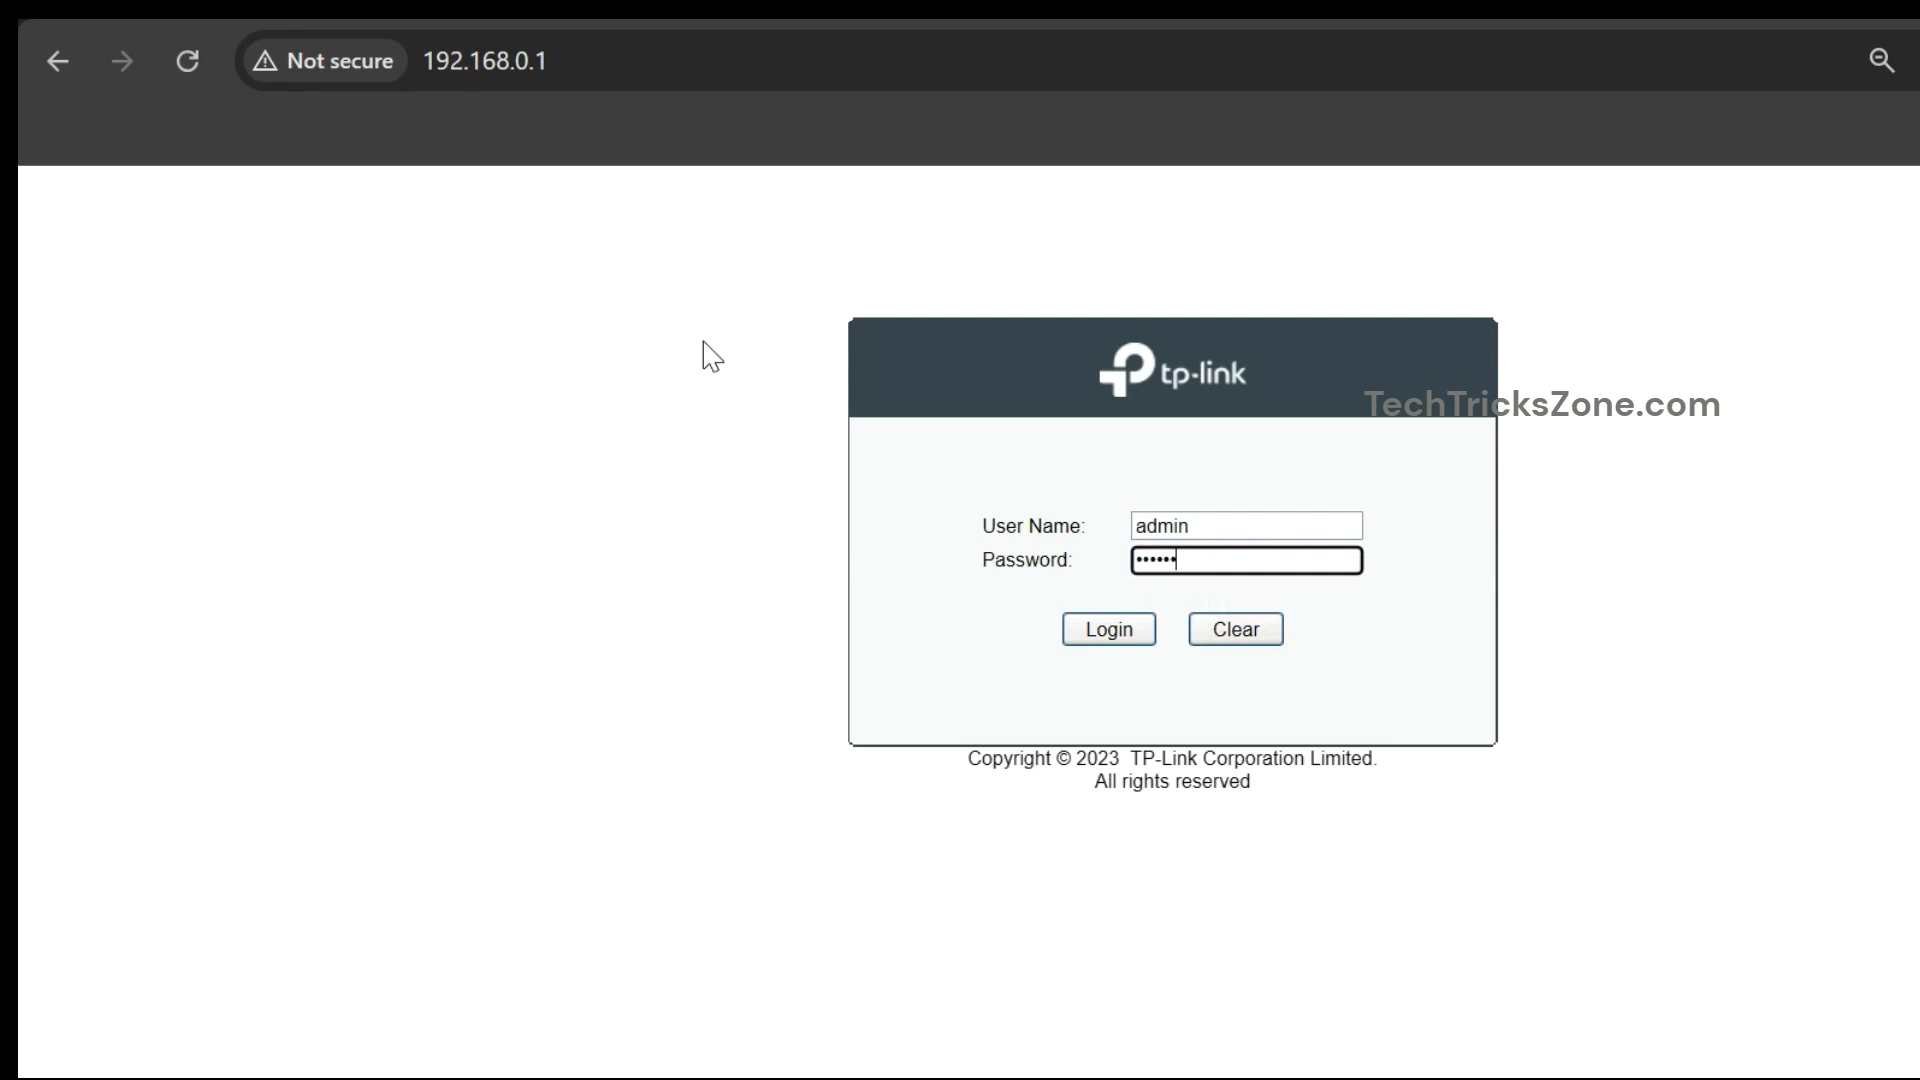 Not secure 192.168.0.1
tp-link
TechTricksZone.com
User Name: admin
Password: ••••••
Login Clear
Copyright © 2023 TP-Link Corporation Limited.
All rights reserved